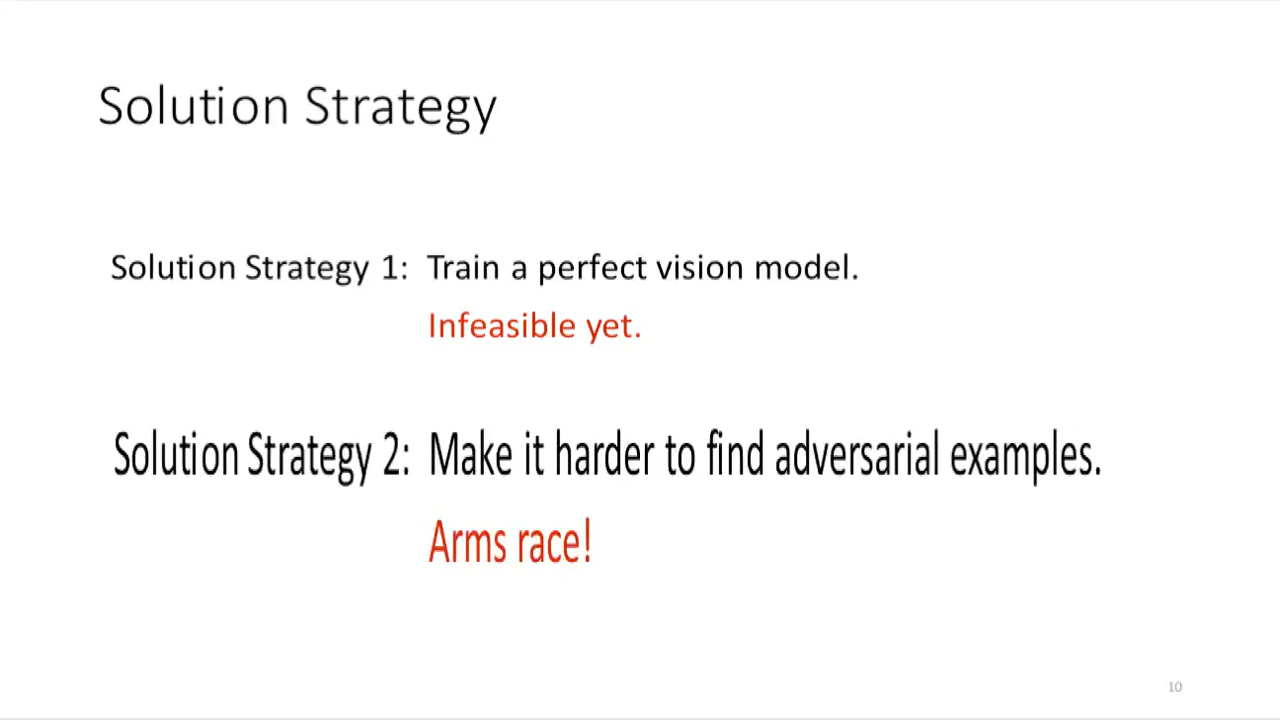 Solution Strategy
Solution Strategy 1: Train a perfect vision model.
Infeasible yet.
Solution Strategy 2: Make it harder to find adversarial examples.
Arms race!
10